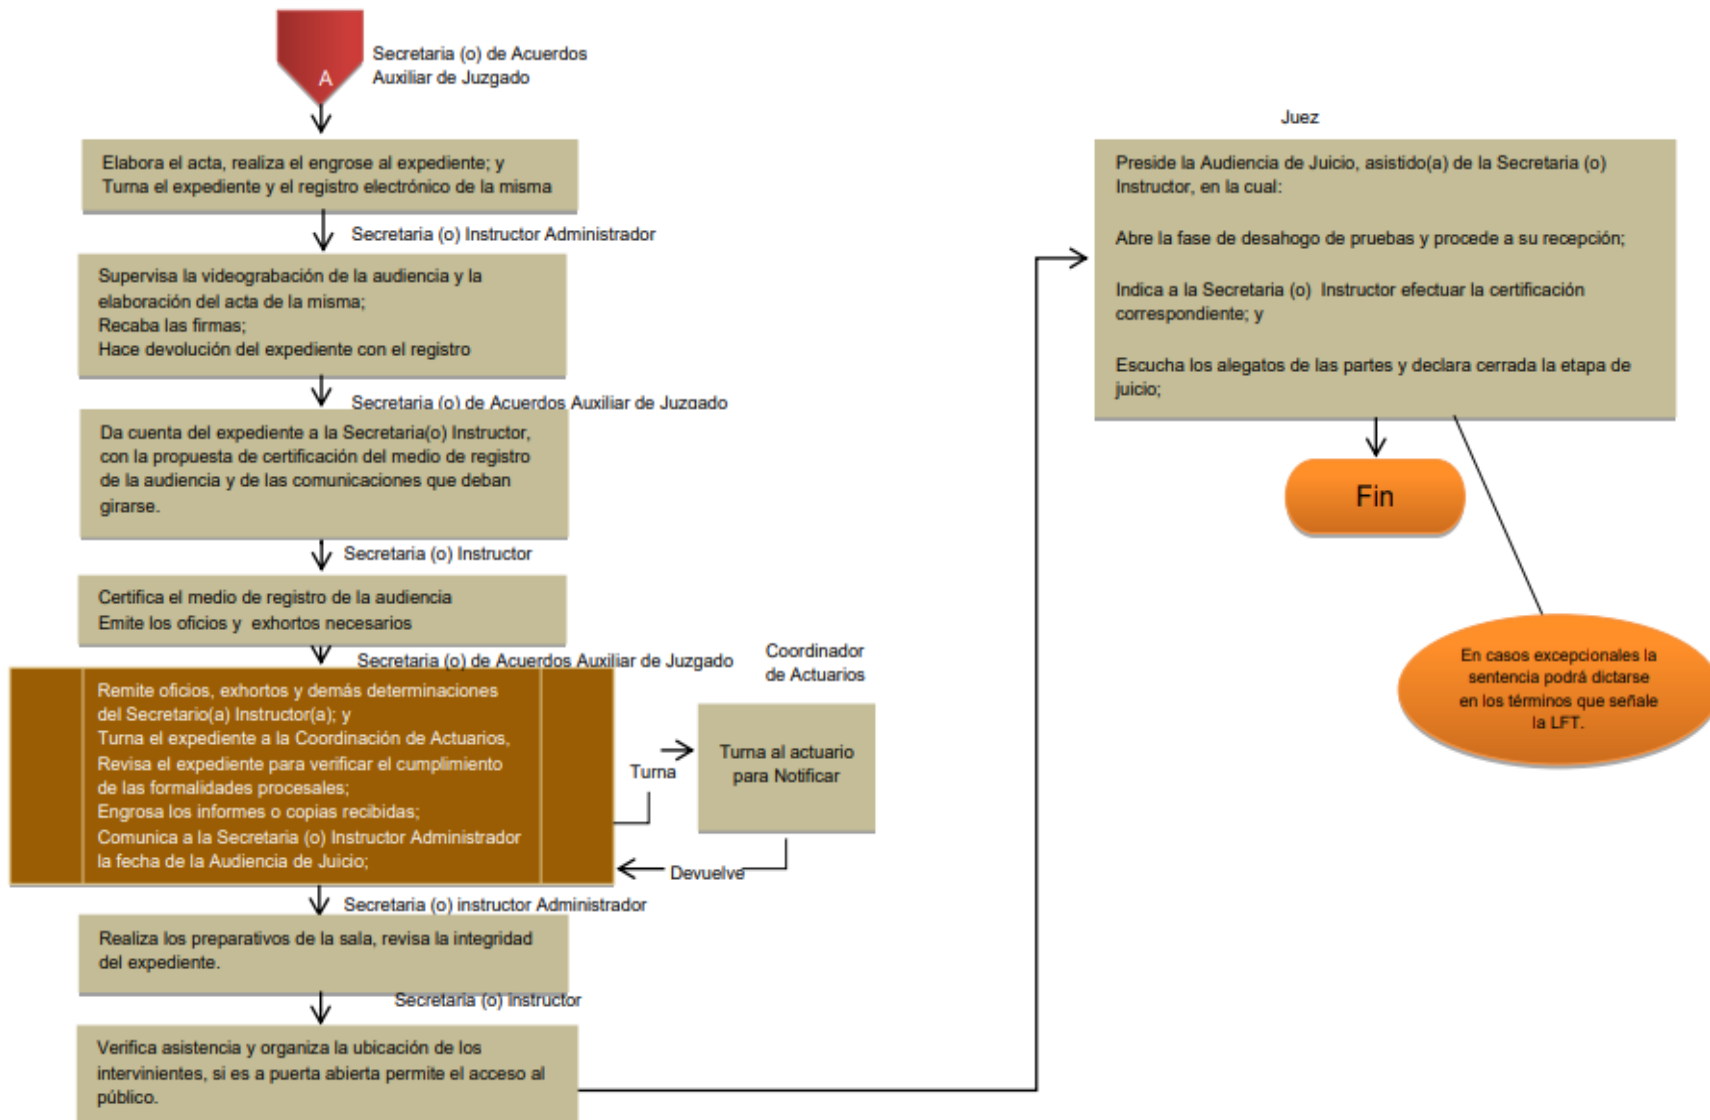 A
Secretaria (o) de Acuerdos
Auxiliar de Juzgado
Elabora el acta, realiza el engrose al expediente; y
Turna el expediente y el registro electrónico de la misma
Secretaria (o) Instructor Administrador
Supervisa la videograbación de la audiencia y la
elaboración del acta de la misma;
Recaba las firmas;
Hace devolución del expediente con el registro
Secretaria (o) de Acuerdos Auxiliar de Juzgado
Da cuenta del expediente a la Secretaria(o) Instructor,
con la propuesta de certificación del medio de registro
de la audiencia y de las comunicaciones que deban
girarse.
Secretaria (o) Instructor
Certifica el medio de registro de la audiencia
Emite los oficios y exhortos necesarios
Secretaria (o) de Acuerdos Auxiliar de Juzgado
Remite oficios, exhortos y demás determinaciones
del Secretario(a) Instructor(a); y
Turna el expediente a la Coordinación de Actuarios,
Revisa el expediente para verificar el cumplimiento
de las formalidades procesales;
Engrosa los informes o copias recibidas;
Comunica a la Secretaria (o) Instructor Administrador
la fecha de la Audiencia de Juicio;
Turna
Coordinador
de Actuarios
Turna al actuario
para Notificar
Devuelve
Secretaria (o) instructor Administrador
Realiza los preparativos de la sala, revisa la integridad
del expediente.
Secretaria (o) instructor
Verifica asistencia y organiza la ubicación de los
intervinientes, si es a puerta abierta permite el acceso al
público.
Juez
Preside la Audiencia de Juicio, asistido(a) de la Secretaria (o)
Instructor, en la cual:
Abre la fase de desahogo de pruebas y procede a su recepción;
Indica a la Secretaria (o) Instructor efectuar la certificación
correspondiente; y
Escucha los alegatos de las partes y declara cerrada la etapa de
juicio;
Fin
En casos excepcionales la
sentencia podrá dictarse
en los términos que señale
la LFT.